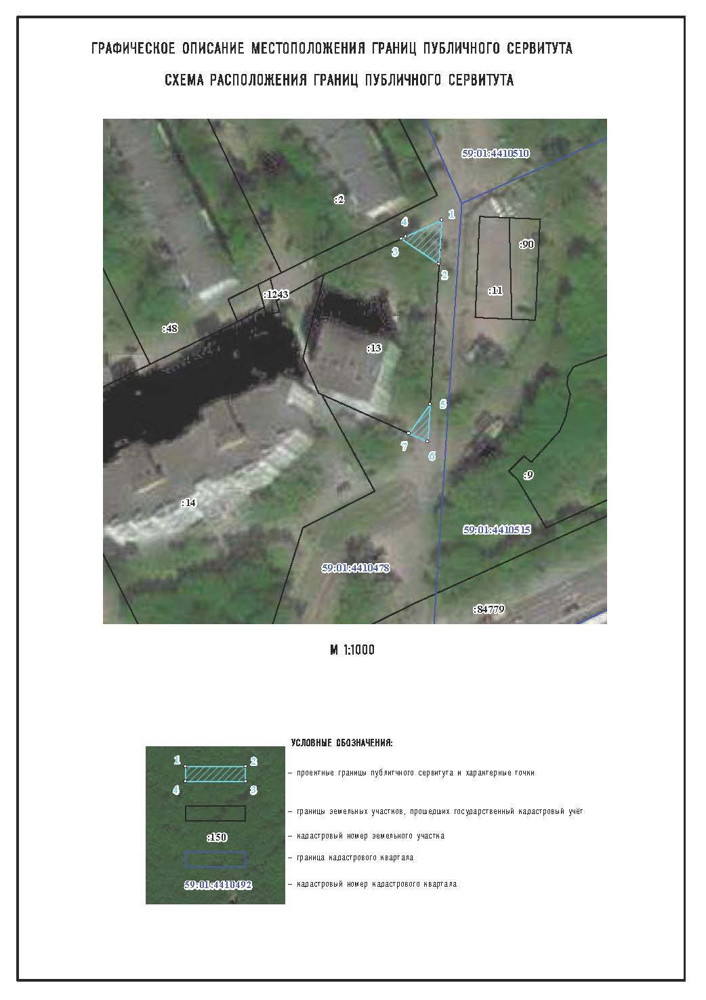 ГРАФИЧЕСКОЕ ОПИСАНИЕ МЕСТОПОЛОЖЕНИЯ ГРАНИЦ ПУБЛИЧНОГО СЕРВИТУТА
СХЕМА РАСПОЛОЖЕНИЯ ГРАНИЦ ПУБЛИЧНОГО СЕРВИТУТА
59:01:4410510
:2
1
4
3
:90
2
:11
:1243
:48
:13
5
7
6
:9
:14
59:01:4410515
59:01:4410478
:84779
М 1:1000
УСЛОВНЫЕ ОБОЗНАЧЕНИЯ:
1 2
– проектные границы публитчного сервитута и характерные точки
4 3
– границы земельных участков, прошедших государственный кадастровый учёт
:150 – кадастровый номер земельного участка
– граница кадастрового квартала
59:01:4410492 – кадастровый номер кадастрового квартала